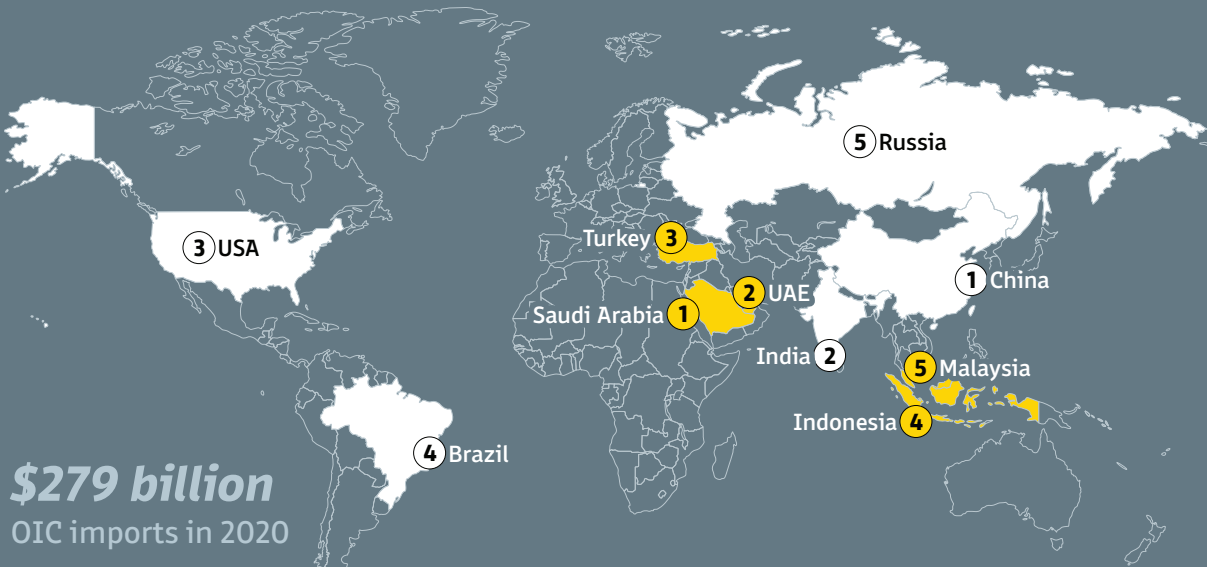 5 Russia
Turkey 3
3 USA
1 China
2 UAE
Saudi Arabia 1
India 2
5 Malaysia
Indonesia 4
4 Brazil
$279 billion
OIC imports in 2020